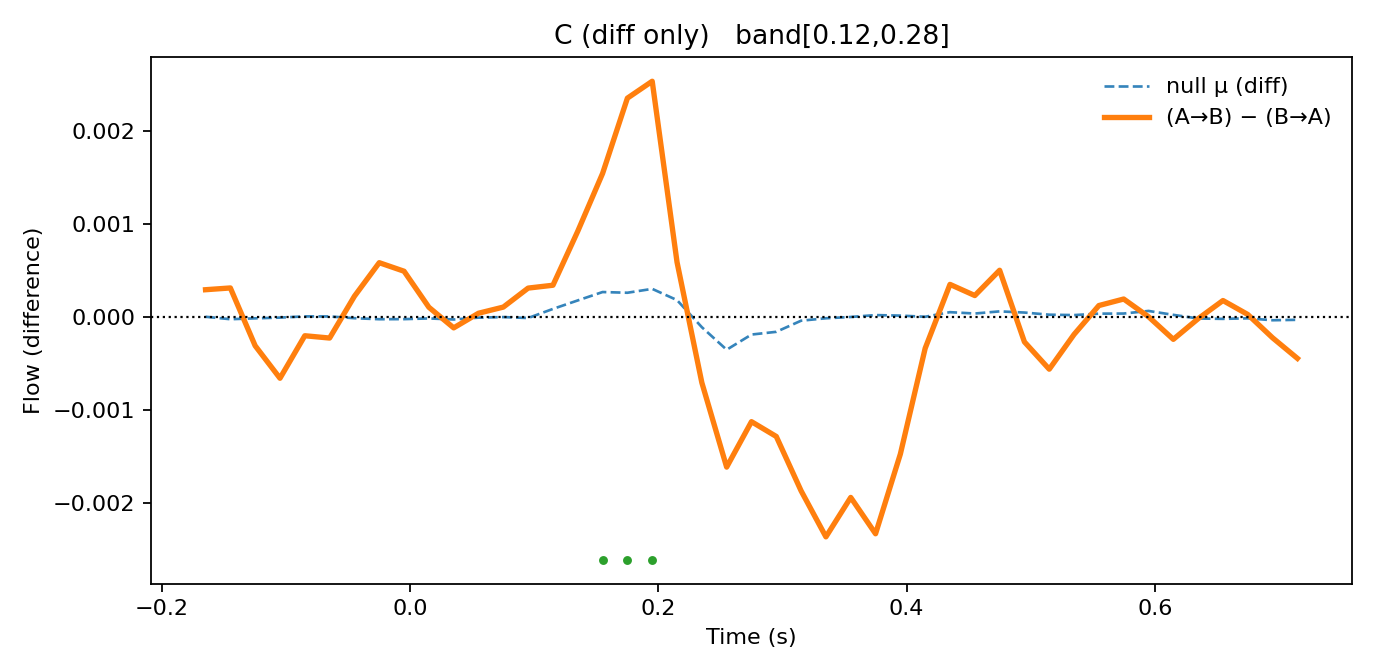 C (diff only)   band[0.12,0.28]
null μ (diff)
(A→B) − (B→A)
Flow (difference)
0.002
0.001
0.000
−0.001
−0.002
−0.2
0.0
0.2
0.4
0.6
Time (s)